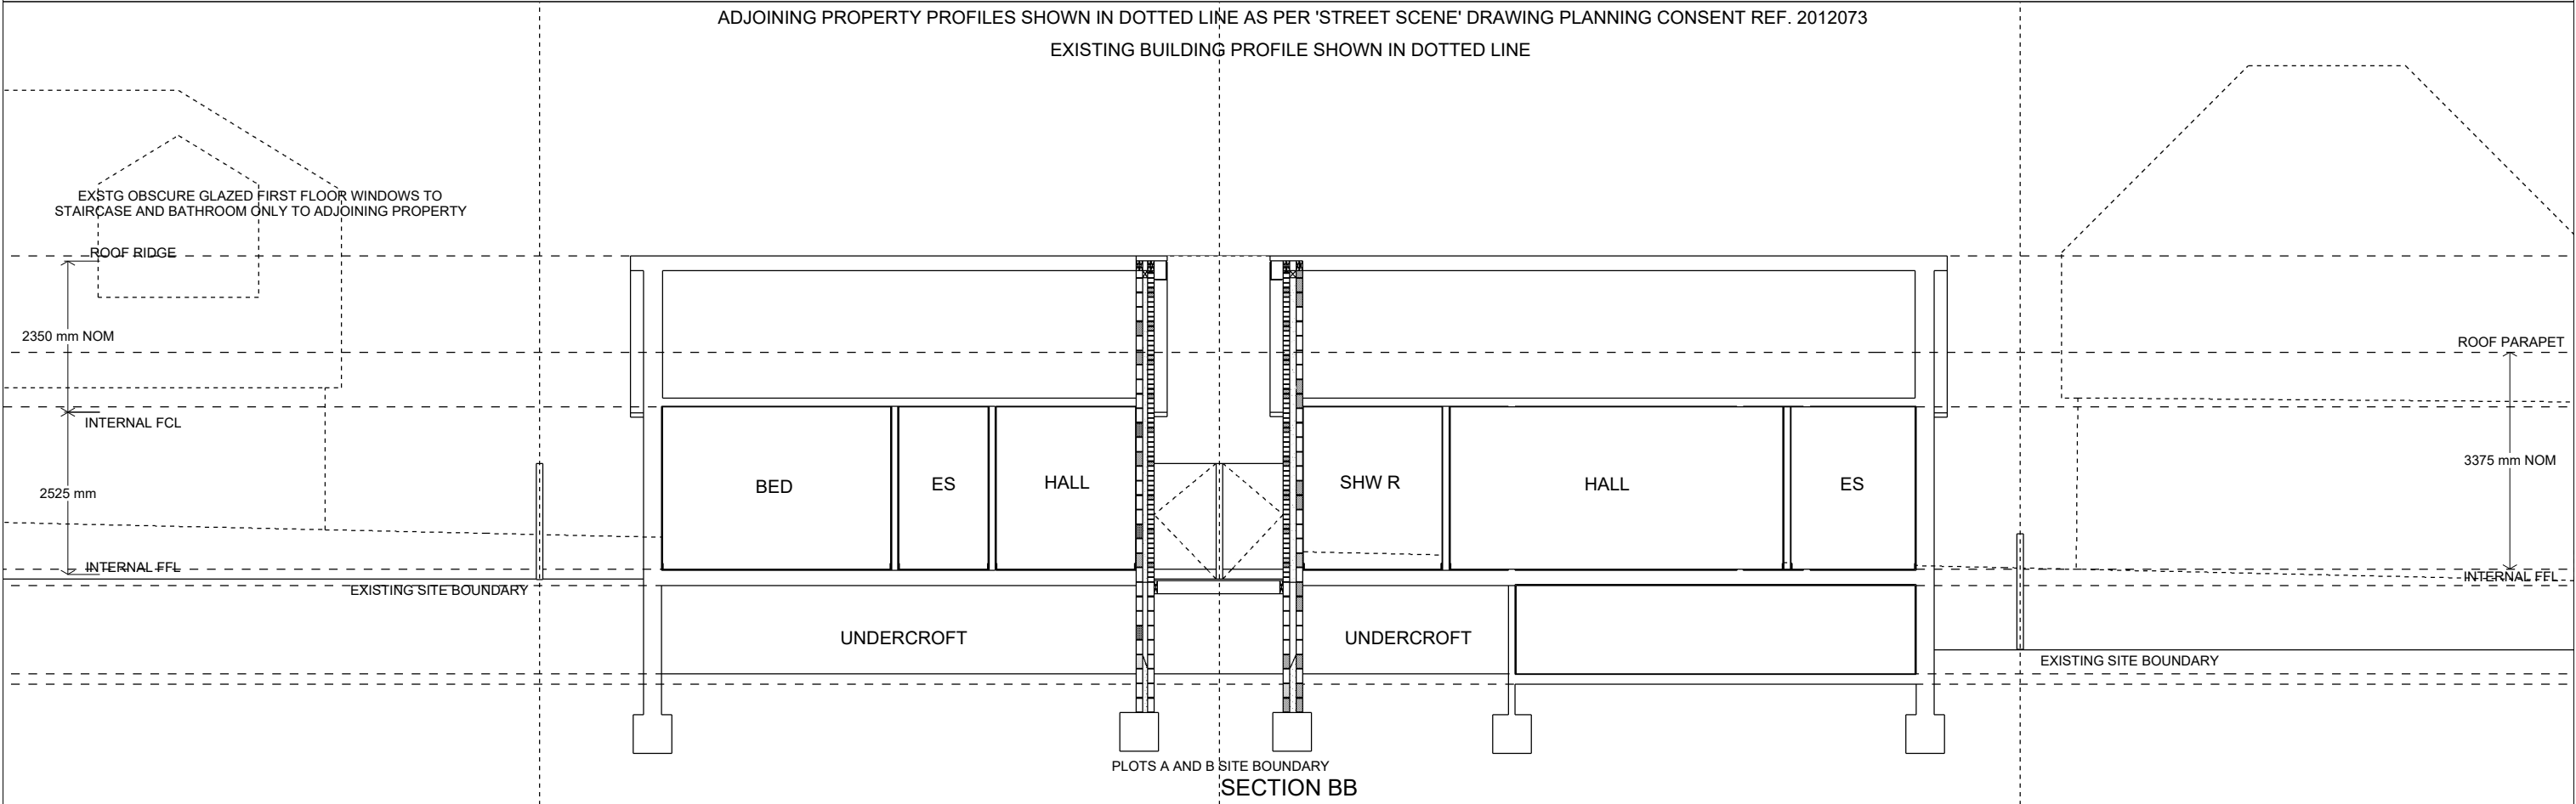 ADJOINING PROPERTY PROFILES SHOWN IN DOTTED LINE AS PER 'STREET SCENE' DRAWING PLANNING CONSENT REF. 2012073
EXISTING BUILDING PROFILE SHOWN IN DOTTED LINE
EXSTG OBSCURE GLAZED FIRST FLOOR WINDOWS TO
STAIRCASE AND BATHROOM ONLY TO ADJOINING PROPERTY
ROOF RIDGE
2350 mm NOM
ROOF PARAPET
INTERNAL FCL
2525 mm
BED
ES
HALL
SHW R
HALL
ES
3375 mm NOM
INTERNAL FFL
INTERNAL FFL
EXISTING SITE BOUNDARY
UNDERCROFT
UNDERCROFT
EXISTING SITE BOUNDARY
PLOTS A AND B SITE BOUNDARY
SECTION BB